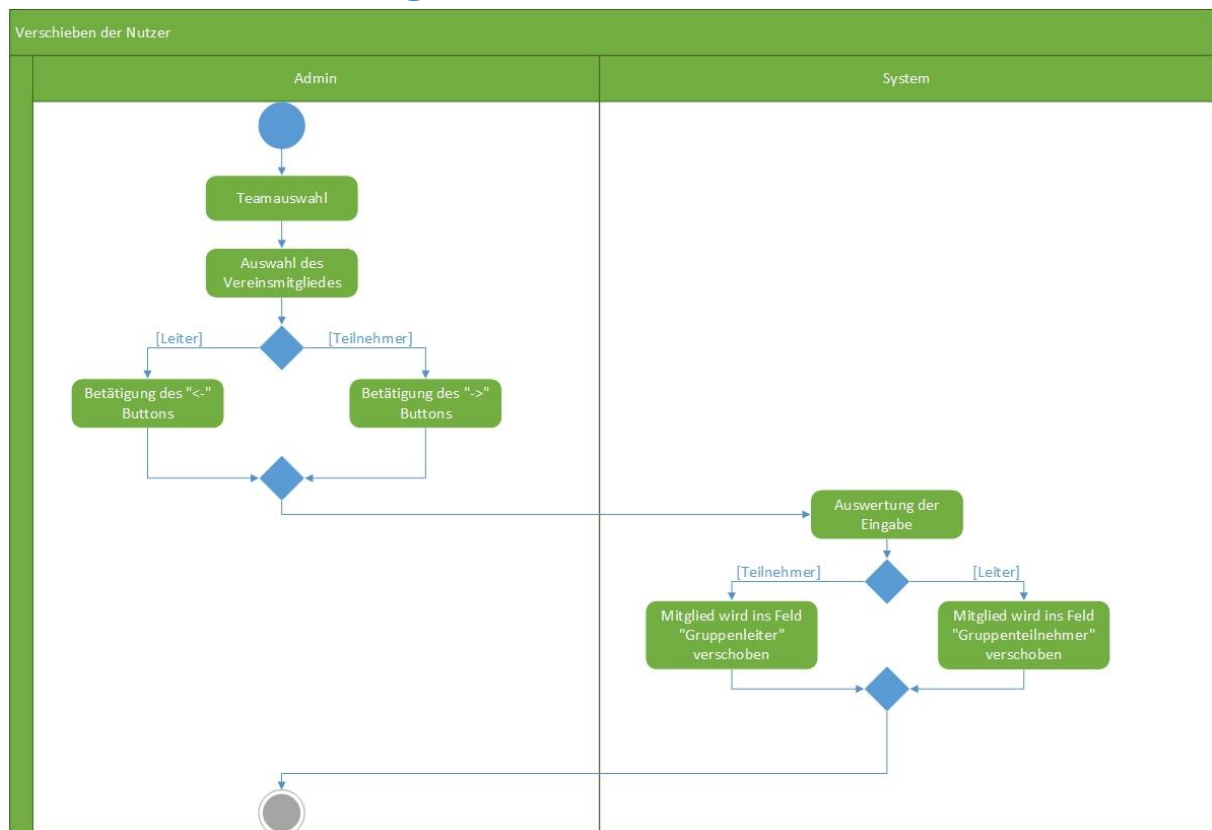 Verschieben der Nutzer
Admin
System
Teamauswahl
Auswahl des
Vereinsmitgliedes
[Leiter]
[Teilnehmer]
Betätigung des "<-"
Buttons
Betätigung des "->"
Buttons
Auswertung der
Eingabe
[Teilnehmer]
[Leiter]
Mitglied wird ins Feld
"Gruppenleiter"
verschoben
Mitglied wird ins Feld
"Gruppenteilnehmer"
verschoben